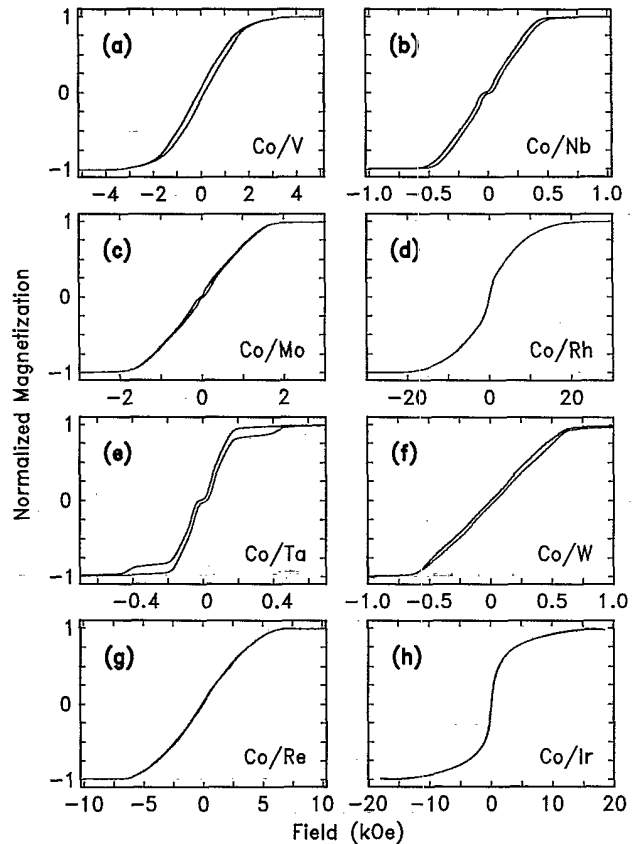 Normalized Magnetization
1
0
-1
(a)
Co/V
-4 -2 0 2 4
(b)
Co/Nb
-1.0 -0.5 0 0.5 1.0
1
0
-1
(c)
Co/Mo
-2 0 2
(d)
Co/Rh
-20 0 20
1
0
-1
(e)
Co/Ta
-0.4 0 0.4
(f)
Co/W
-1.0 -0.5 0 0.5 1.0
1
0
-1
(g)
Co/Re
-10 -5 0 5 10
(h)
Co/Ir
-20 -10 0 10 20
Field (kOe)